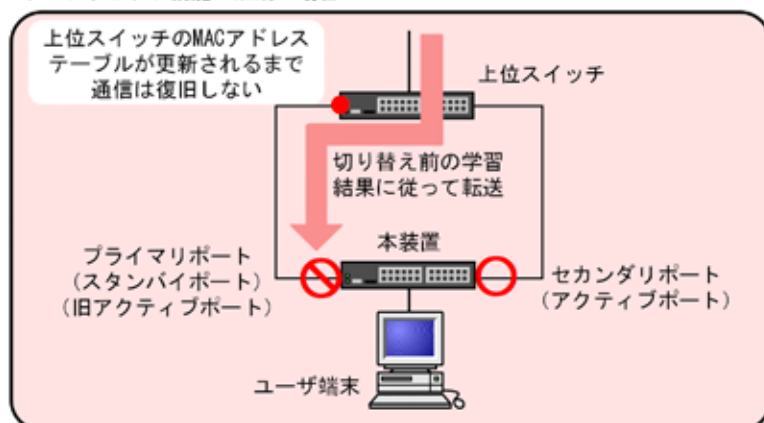 上位スイッチのMACアドレス
テーブルが更新されるまで
通信は復旧しない
上位スイッチ
切り替え前の学習
結果に従って転送
本装置
プライマリポート
(スタンバイポート)
(旧アクティブポート)
セカンダリポート
(アクティブポート)
ユーザ端末